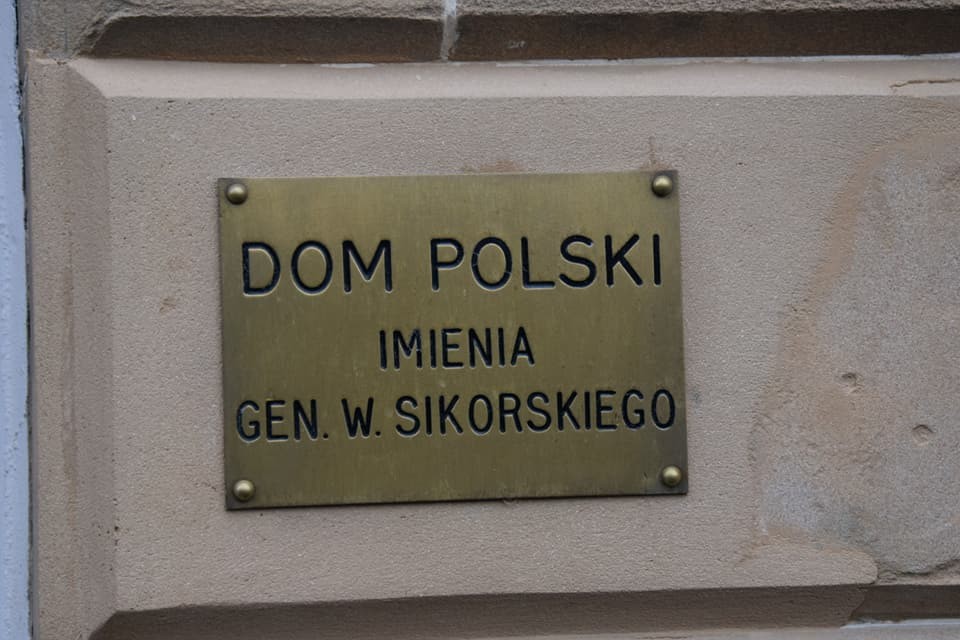 DOM POLSKI
IMIENIA
GEN. W. SIKORSKIEGO